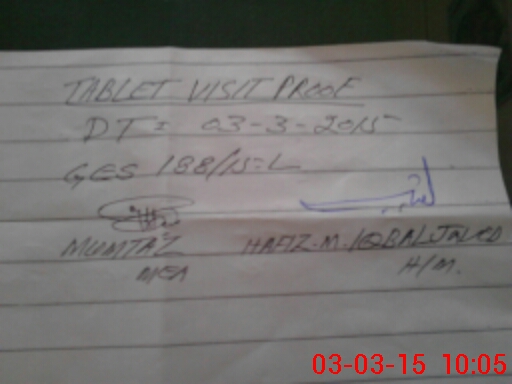 TABLET VISIT PROOF
DT = 03-3-2015
GES 188/15-L
MUMTAZ HAFIZ. M. IQBAL JAVED
MEA H/M.
03-03-15 10:05